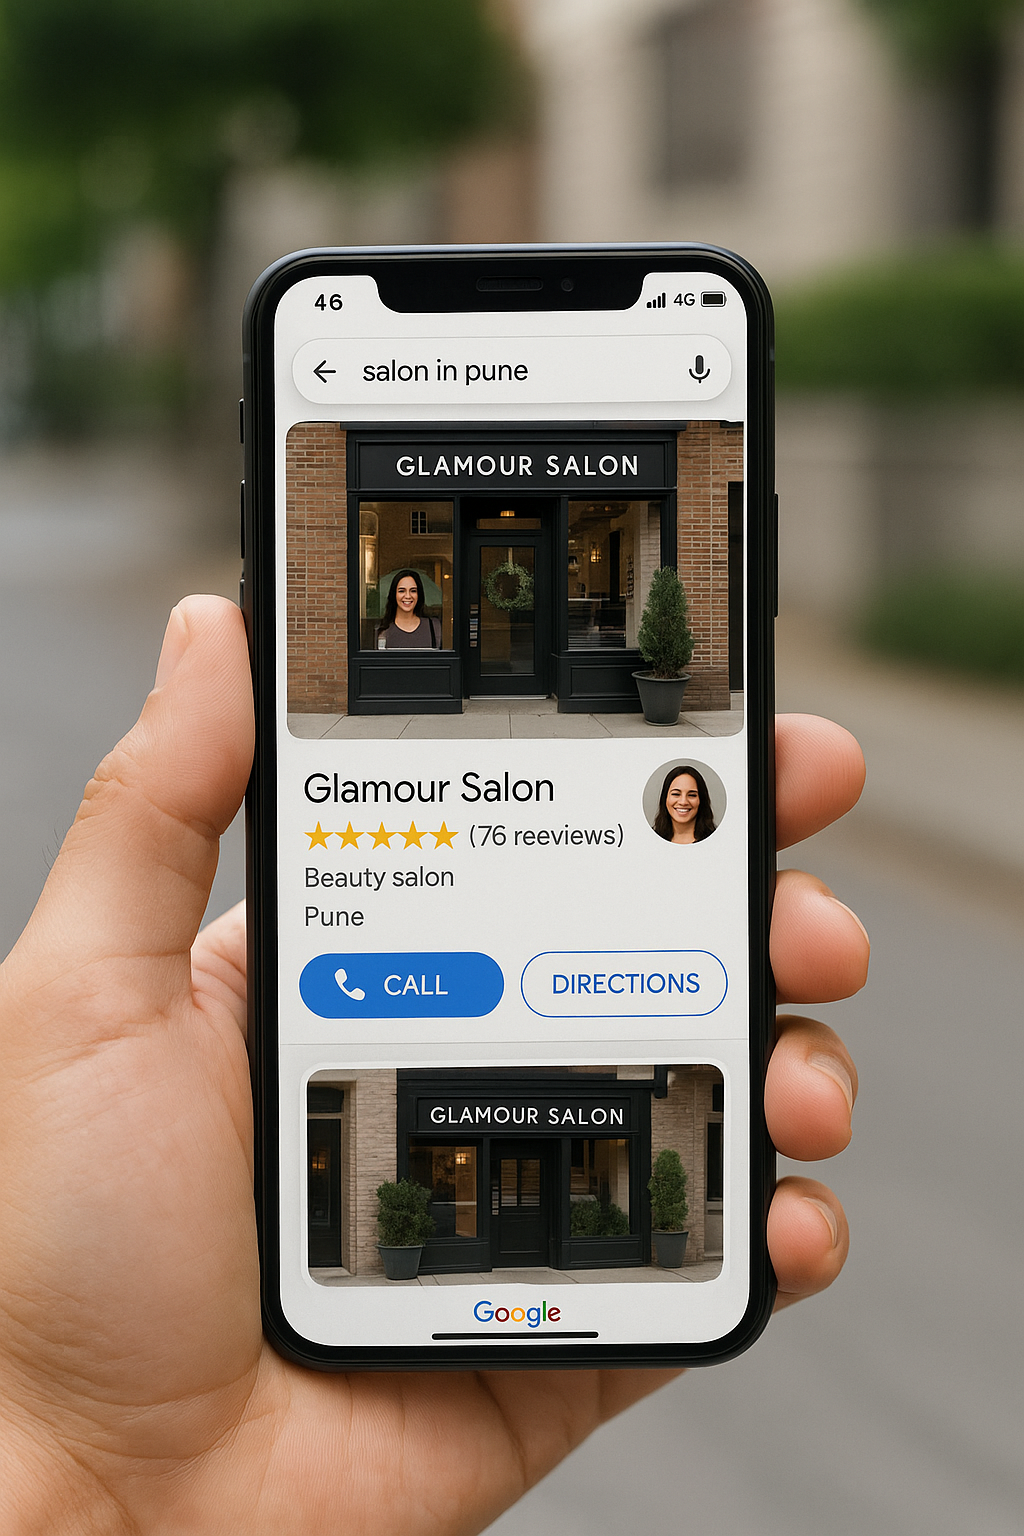 46 4G
salon in pune
GLAMOUR SALON
Glamour Salon
(76 reeviews)
Beauty salon
Pune
CALL DIRECTIONS
GLAMOUR SALON
Google